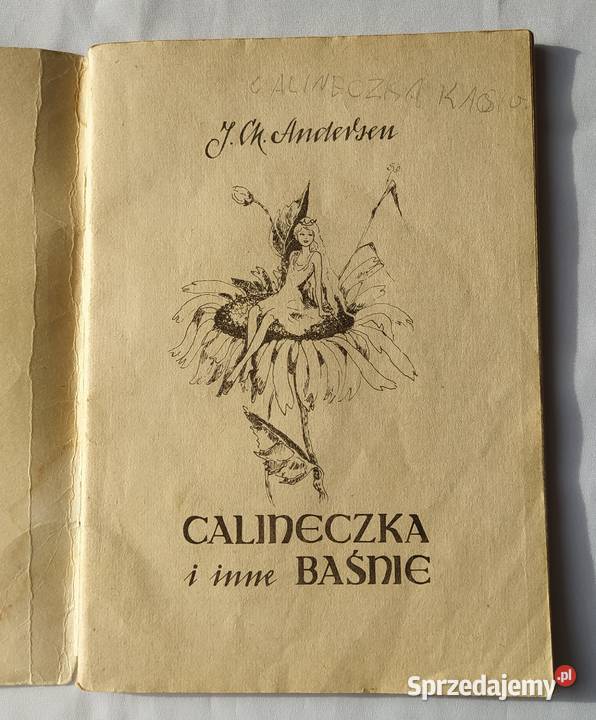 CALINECZKA
J. Ch. Andersen
CALINECZKA
i inne BAŚNIE
Sprzedajemy.pl